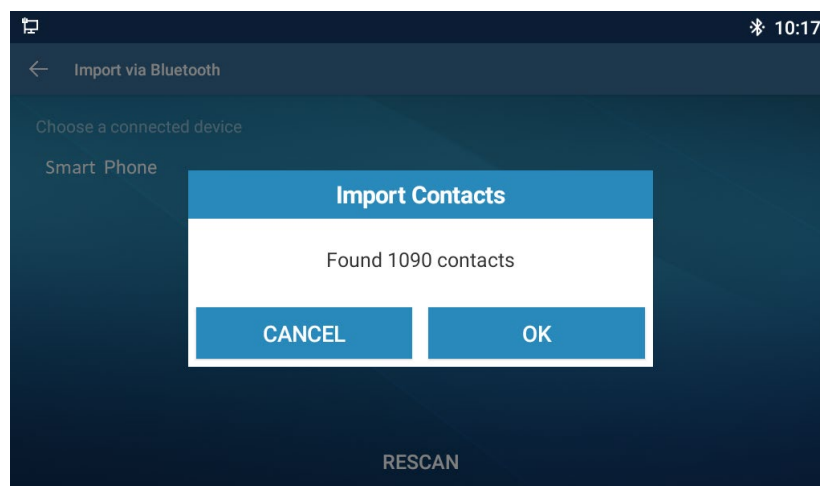 10:17
Import via Bluetooth
Choose a connected device
Smart Phone
Import Contacts
Found 1090 contacts
CANCEL OK
RESCAN